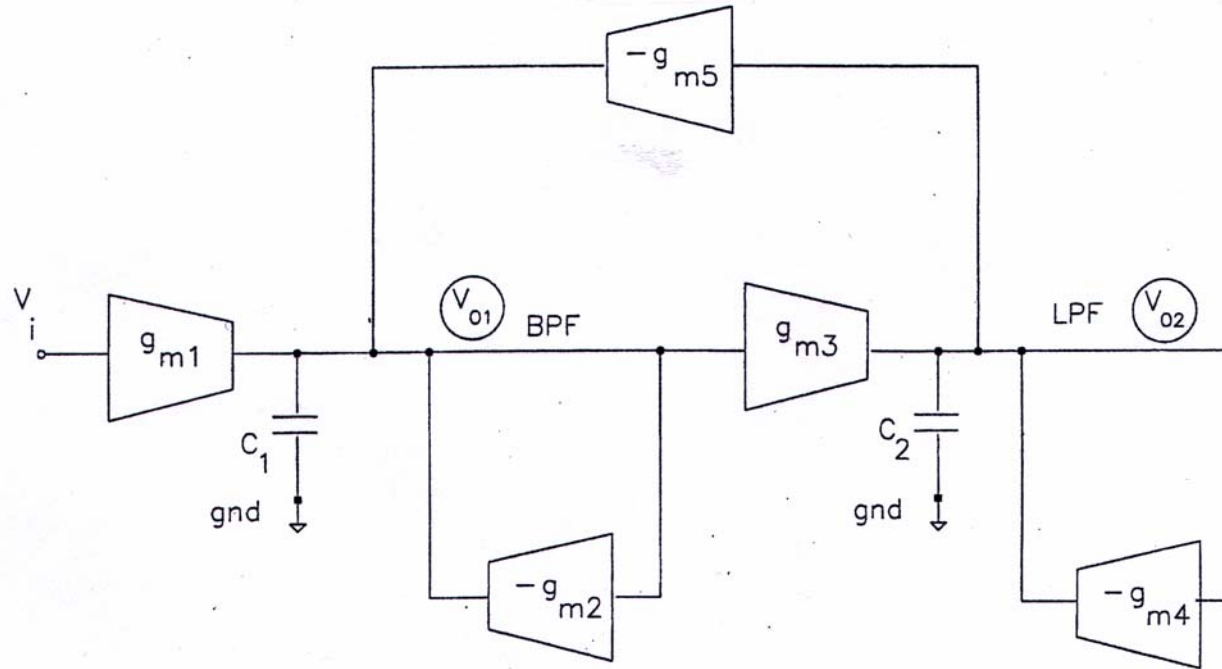 -g m5
V i
g m1
V 01
BPF
g m3
LPF
V 02
C 1
C 2
gnd
gnd
-g m2
-g m4